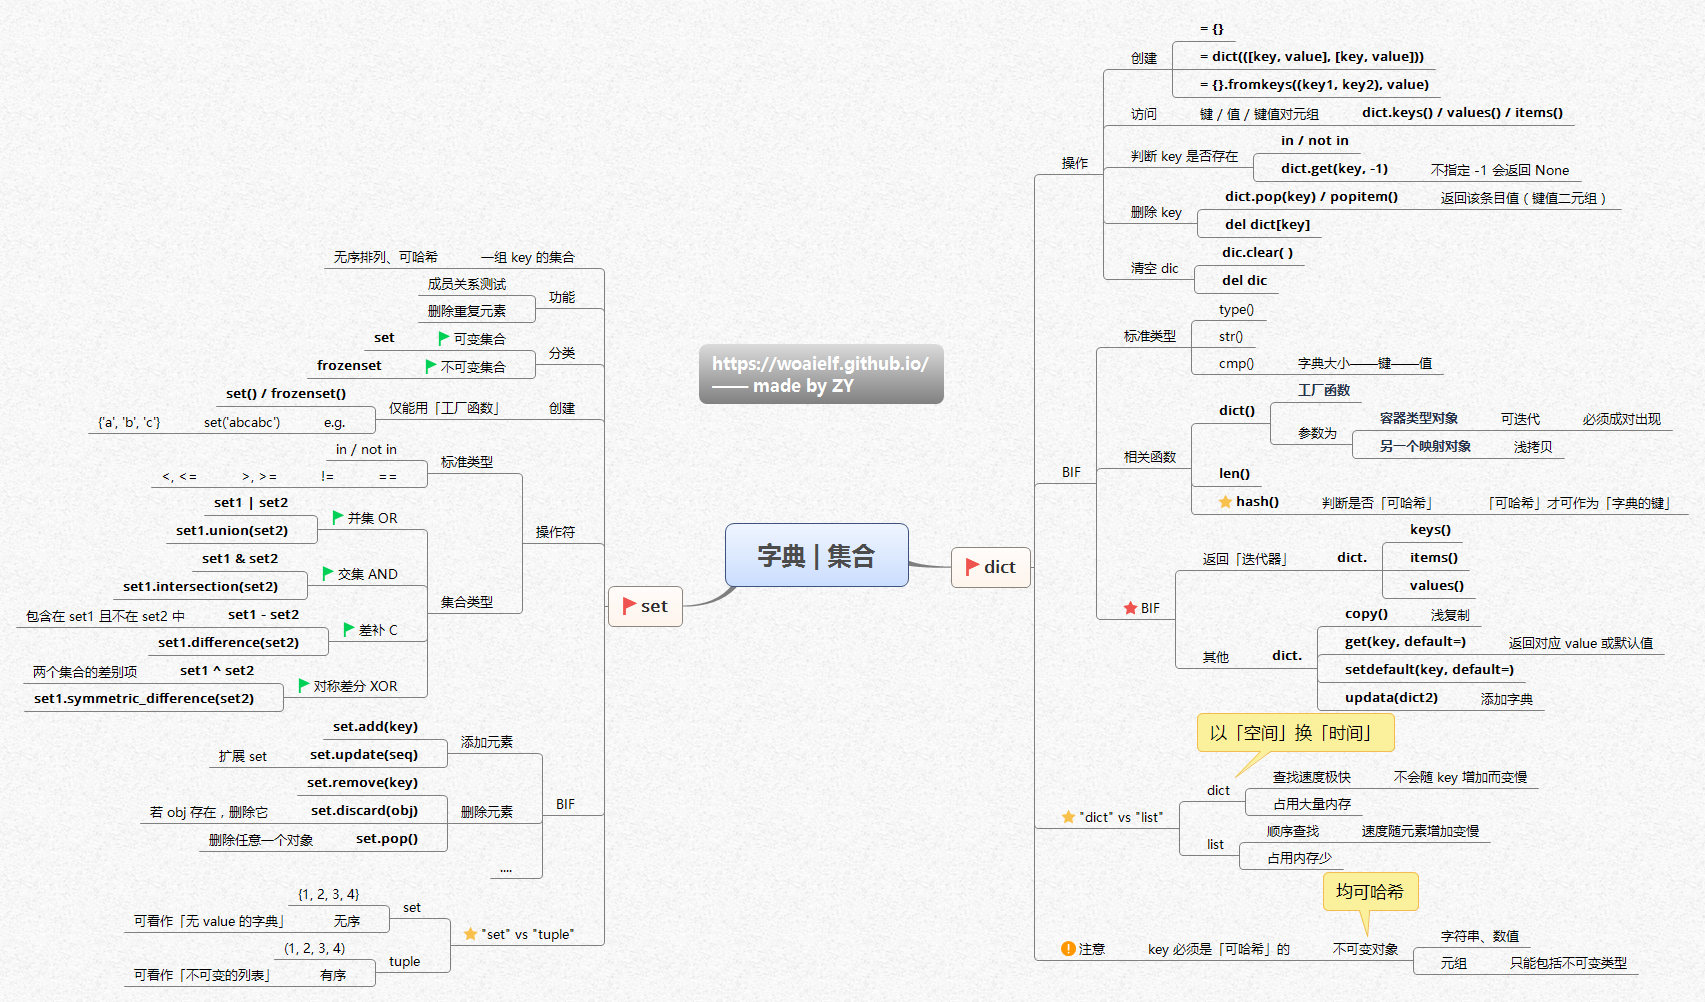 字典 | 集合
https://woaielf.github.io/
—— made by ZY
dict
操作
创建
= {}
= dict(([key, value], [key, value]))
= {}.fromkeys((key1, key2), value)
访问 键 / 值 / 键值对元组 dict.keys() / values() / items()
判断 key 是否存在
in / not in
dict.get(key, -1) 不指定 -1 会返回 None
删除 key
dict.pop(key) / popitem() 返回该条目值（键值二元组）
del dict[key]
清空 dic
dic.clear( )
del dic
BIF
标准类型
type()
str()
cmp() 字典大小——键——值
相关函数
dict()
工厂函数
参数为
容器类型对象 可迭代 必须成对出现
另一个映射对象 浅拷贝
len()
hash() 判断是否「可哈希」 「可哈希」才可作为「字典的键」
BIF
返回「迭代器」 dict.
keys()
items()
values()
其他 dict.
copy() 浅复制
get(key, default=) 返回对应 value 或默认值
setdefault(key, default=)
updata(dict2) 添加字典
"dict" vs "list"
以「空间」换「时间」
dict
查找速度极快 不会随 key 增加而变慢
占用大量内存
list
顺序查找 速度随元素增加变慢
占用内存少
注意 key 必须是「可哈希」的 不可变对象
均可哈希
字符串、数值
元组 只能包括不可变类型
set
无序排列、可哈希 一组 key 的集合
功能
成员关系测试
删除重复元素
分类
set 可变集合
frozenset 不可变集合
创建 仅能用「工厂函数」
set() / frozenset()
{'a', 'b', 'c'} set('abcabc') e.g.
操作符
标准类型
in / not in
<, <= >, >= != ==
集合类型
并集 OR
set1 | set2
set1.union(set2)
交集 AND
set1 & set2
set1.intersection(set2)
差补 C
包含在 set1 且不在 set2 中 set1 - set2
set1.difference(set2)
对称差分 XOR
两个集合的差别项 set1 ^ set2
set1.symmetric_difference(set2)
BIF
添加元素
set.add(key)
扩展 set set.update(seq)
删除元素
set.remove(key)
若 obj 存在，删除它 set.discard(obj)
删除任意一个对象 set.pop()
....
"set" vs "tuple"
set
{1, 2, 3, 4}
可看作「无 value 的字典」 无序
tuple
(1, 2, 3, 4)
可看作「不可变的列表」 有序